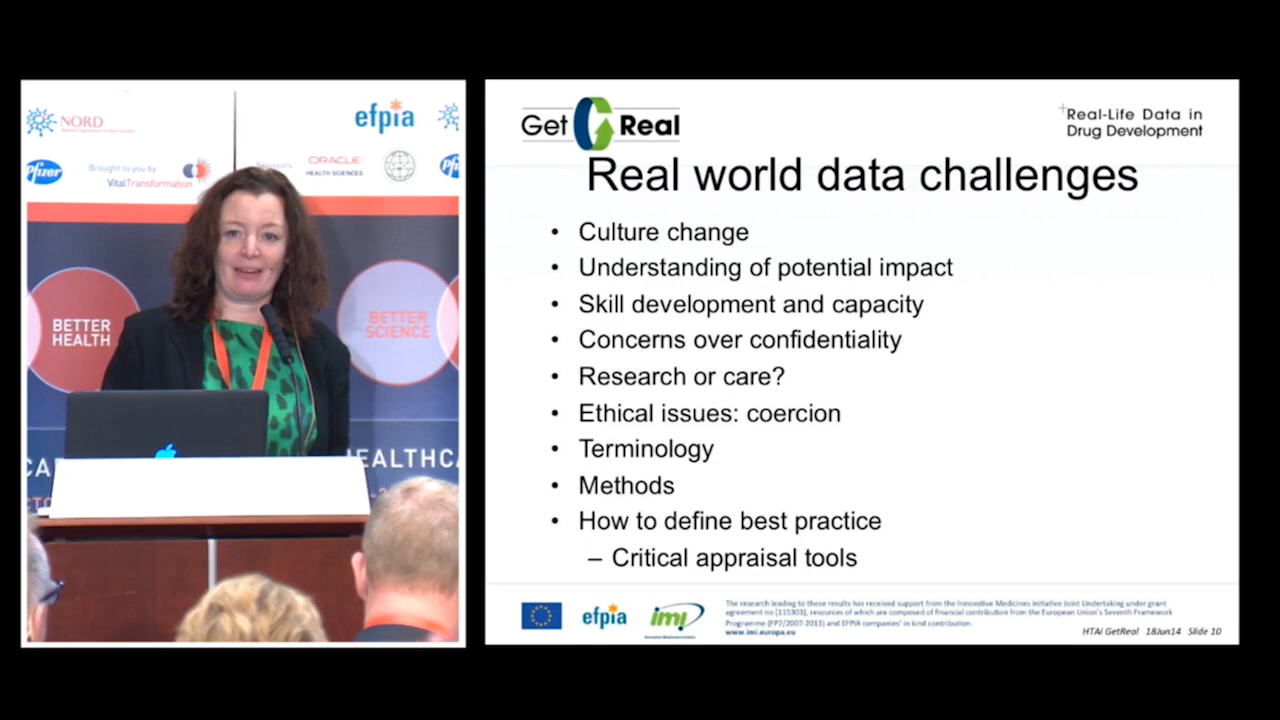 NORD
efpia
Pfizer
Brought to you by
VitalTransformation
ORACLE
HEALTH SCIENCES
BETTER
HEALTH
BETTER
SCIENCE
EALTHCA
CA
Get Real
Real-Life Data in
Drug Development
Real world data challenges
• Culture change
• Understanding of potential impact
• Skill development and capacity
• Concerns over confidentiality
• Research or care?
• Ethical issues: coercion
• Terminology
• Methods
• How to define best practice
– Critical appraisal tools
efpia
imi
The research leading to these results has received support from the Innovative Medicines Initiative Joint Undertaking under grant
agreement no [115303], resources of which are composed of financial contribution from the European Union's Seventh Framework
Programme (FP7/2007-2013) and EFPIA companies' in kind contribution.
www.imi.europa.eu
HTAi GetReal 18Jun14 Slide 10